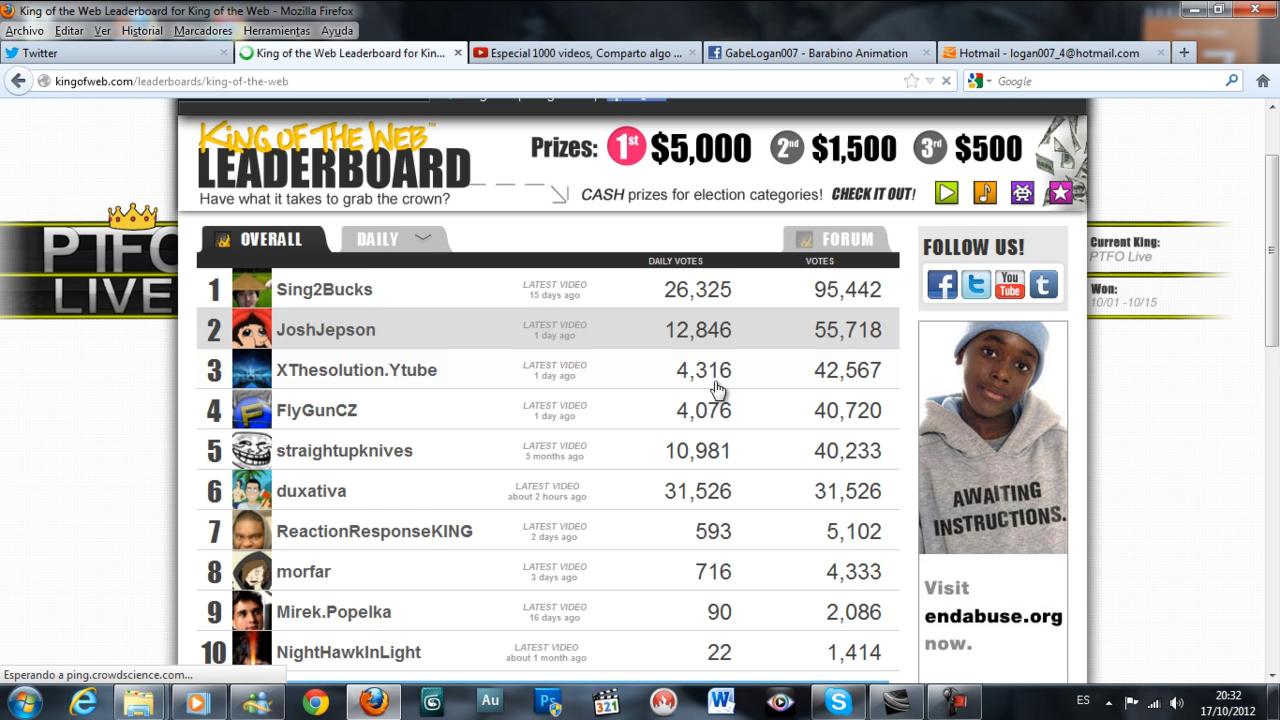 King of the Web Leaderboard for King of the Web - Mozilla Firefox
Archivo Editar Ver Historial Marcadores Herramientas Ayuda
Twitter
King of the Web Leaderboard for Kin...
Especial 1000 videos, Comparto algo ...
GabeLogan007 - Barabino Animation
Hotmail - logan007_4@hotmail.com
kingofweb.com/leaderboards/king-of-the-web
Google
KING OF THE WEB™
LEADERBOARD
Have what it takes to grab the crown?
Prizes: 1st $5,000 2nd $1,500 3rd $500
CASH prizes for election categories! CHECK IT OUT!
PTFO
LIVE
Current King:
PTFO Live
Won:
10/01 -10/15
OVERALL DAILY FORUM
DAILY VOTES VOTES
1 Sing2Bucks LATEST VIDEO 15 days ago 26,325 95,442
2 JoshJepson LATEST VIDEO 1 day ago 12,846 55,718
3 XThesolution.Ytube LATEST VIDEO 1 day ago 4,316 42,567
4 FlyGunCZ LATEST VIDEO 1 day ago 4,076 40,720
5 straightupknives LATEST VIDEO 5 months ago 10,981 40,233
6 duxativa LATEST VIDEO about 2 hours ago 31,526 31,526
7 ReactionResponseKING LATEST VIDEO 2 days ago 593 5,102
8 morfar LATEST VIDEO 3 days ago 716 4,333
9 Mirek.Popelka LATEST VIDEO 16 days ago 90 2,086
10 NightHawkInLight LATEST VIDEO about 1 month ago 22 1,414
FOLLOW US!
You
Tube
AWAITING
INSTRUCTIONS.
Visit
endabuse.org
now.
Esperando a ping.crowdscience.com...
Au
Ps
321
W
ES
20:32
17/10/2012